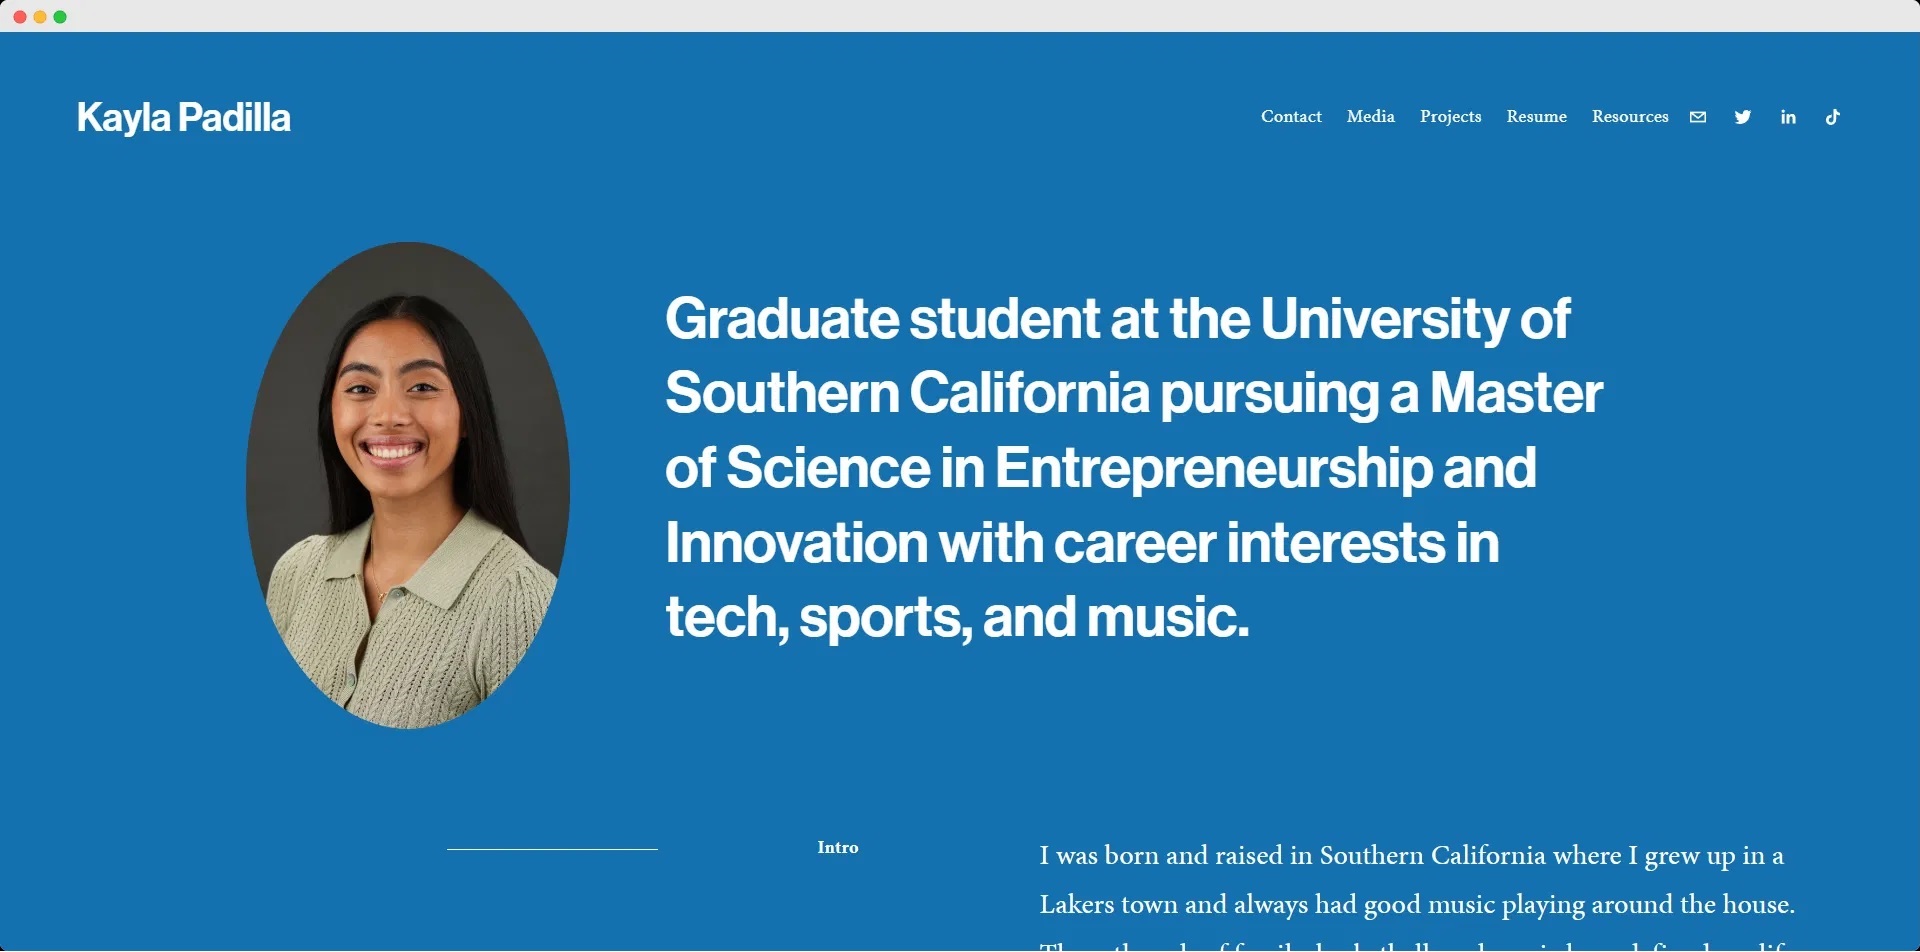 Kayla Padilla
Contact Media Projects Resume Resources
Graduate student at the University of
Southern California pursuing a Master
of Science in Entrepreneurship and
Innovation with career interests in
tech, sports, and music.
Intro
I was born and raised in Southern California where I grew up in a
Lakers town and always had good music playing around the house.